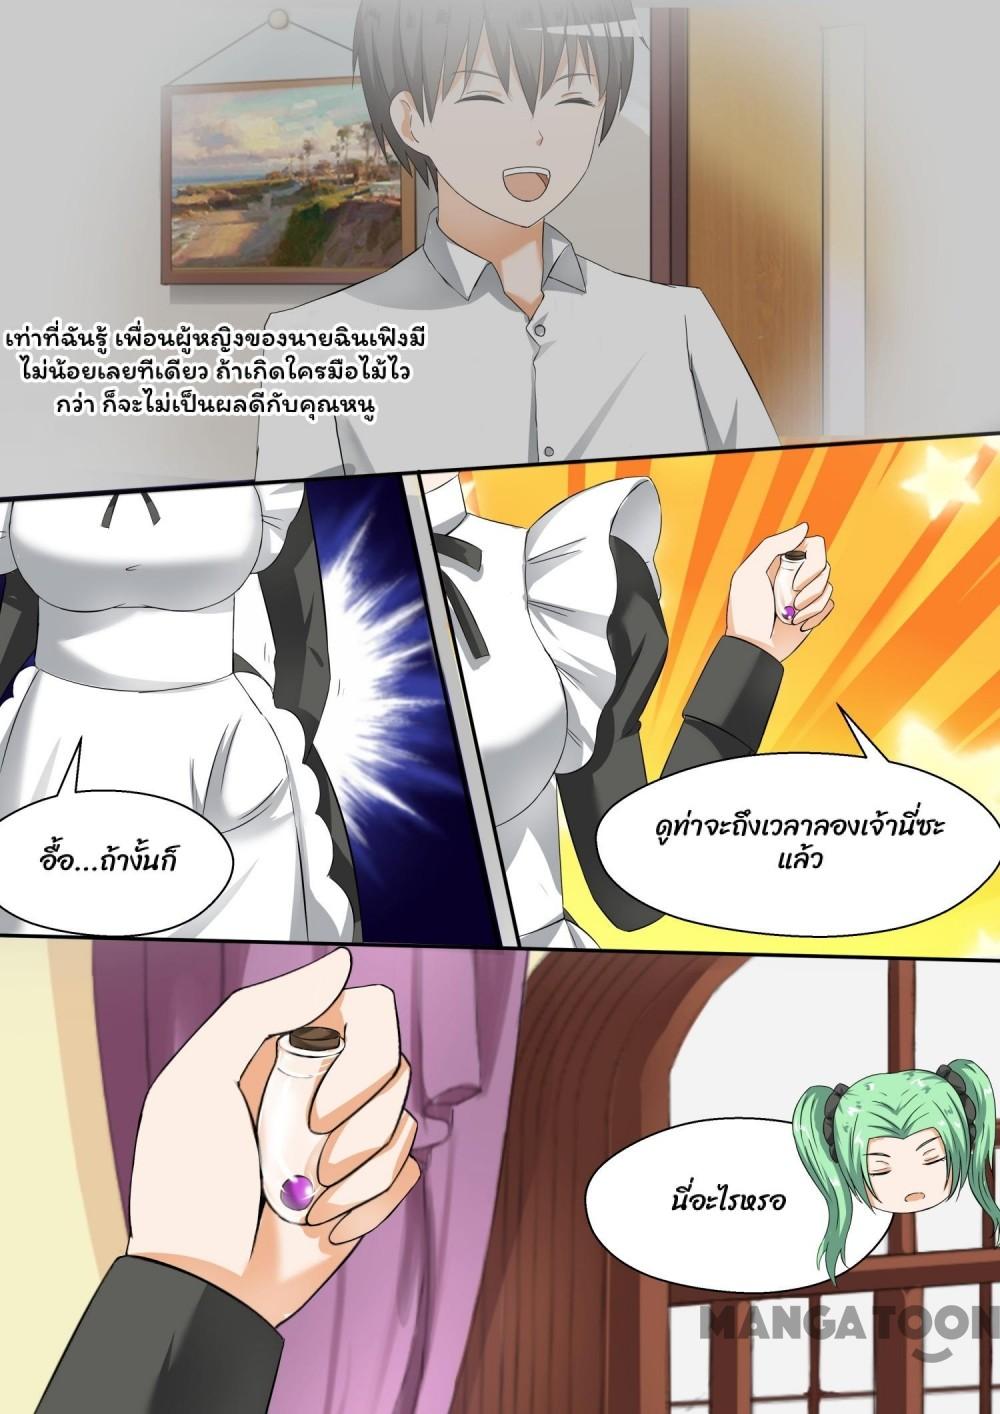 เท่าที่ฉันรู้ เพื่อนผู้หญิงของนายฉินเฟิงมี
ไม่น้อยเลยทีเดียว ถ้าเกิดใครมือไม้ไว
กว่า ก็จะไม่เป็นผลดีกับคุณหนู
อื้อ...ถ้างั้นก็
ดูท่าจะถึงเวลาลองเจ้านี่ซะ
แล้ว
นี่อะไรหรอ
MANGATOON